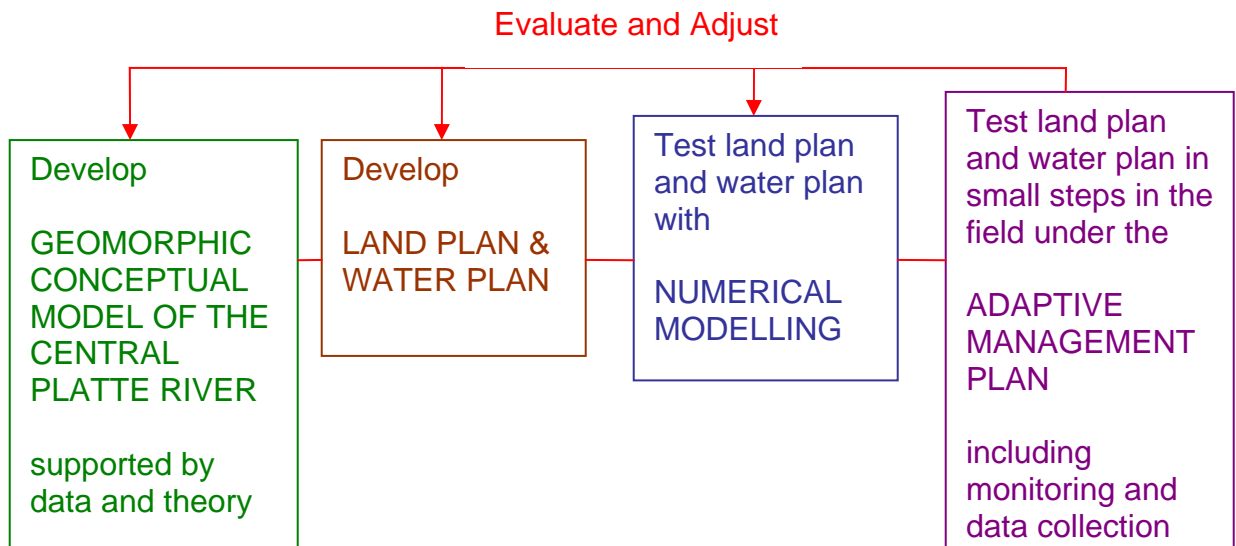 Evaluate and Adjust
Develop
GEOMORPHIC
CONCEPTUAL
MODEL OF THE
CENTRAL
PLATTE RIVER
supported by
data and theory
Develop
LAND PLAN &
WATER PLAN
Test land plan
and water plan
with
NUMERICAL
MODELLING
Test land plan
and water plan in
small steps in the
field under the
ADAPTIVE
MANAGEMENT
PLAN
including
monitoring and
data collection